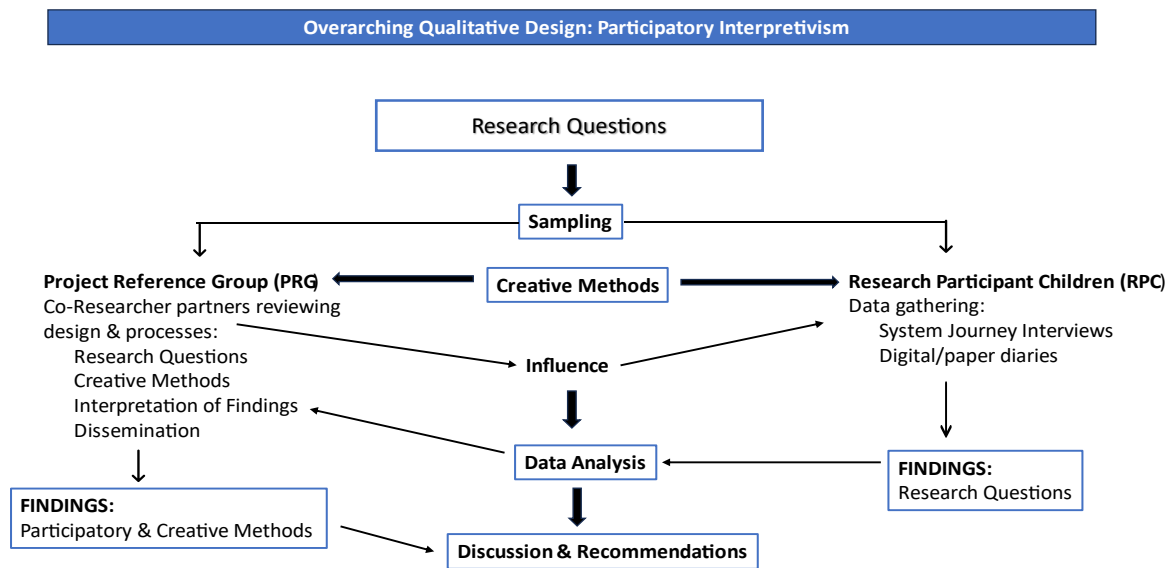 Overarching Qualitative Design: Participatory Interpretivism
Research Questions
Sampling
Project Reference Group (PRG)
Co-Researcher partners reviewing
design & processes:
Research Questions
Creative Methods
Interpretation of Findings
Dissemination
Creative Methods
Research Participant Children (RPC)
Data gathering:
System Journey Interviews
Digital/paper diaries
Influence
Data Analysis
FINDINGS:
Research Questions
FINDINGS:
Participatory & Creative Methods
Discussion & Recommendations